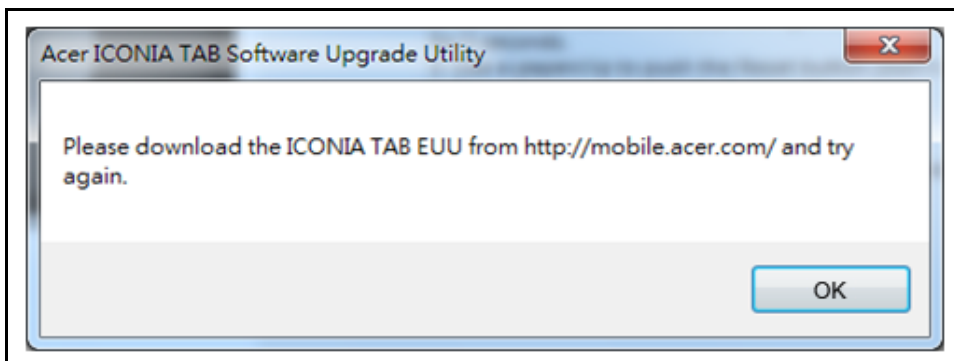 Acer ICONIA TAB Software Upgrade Utility
Please download the ICONIA TAB EUU from http://mobile.acer.com/ and try
again.
OK